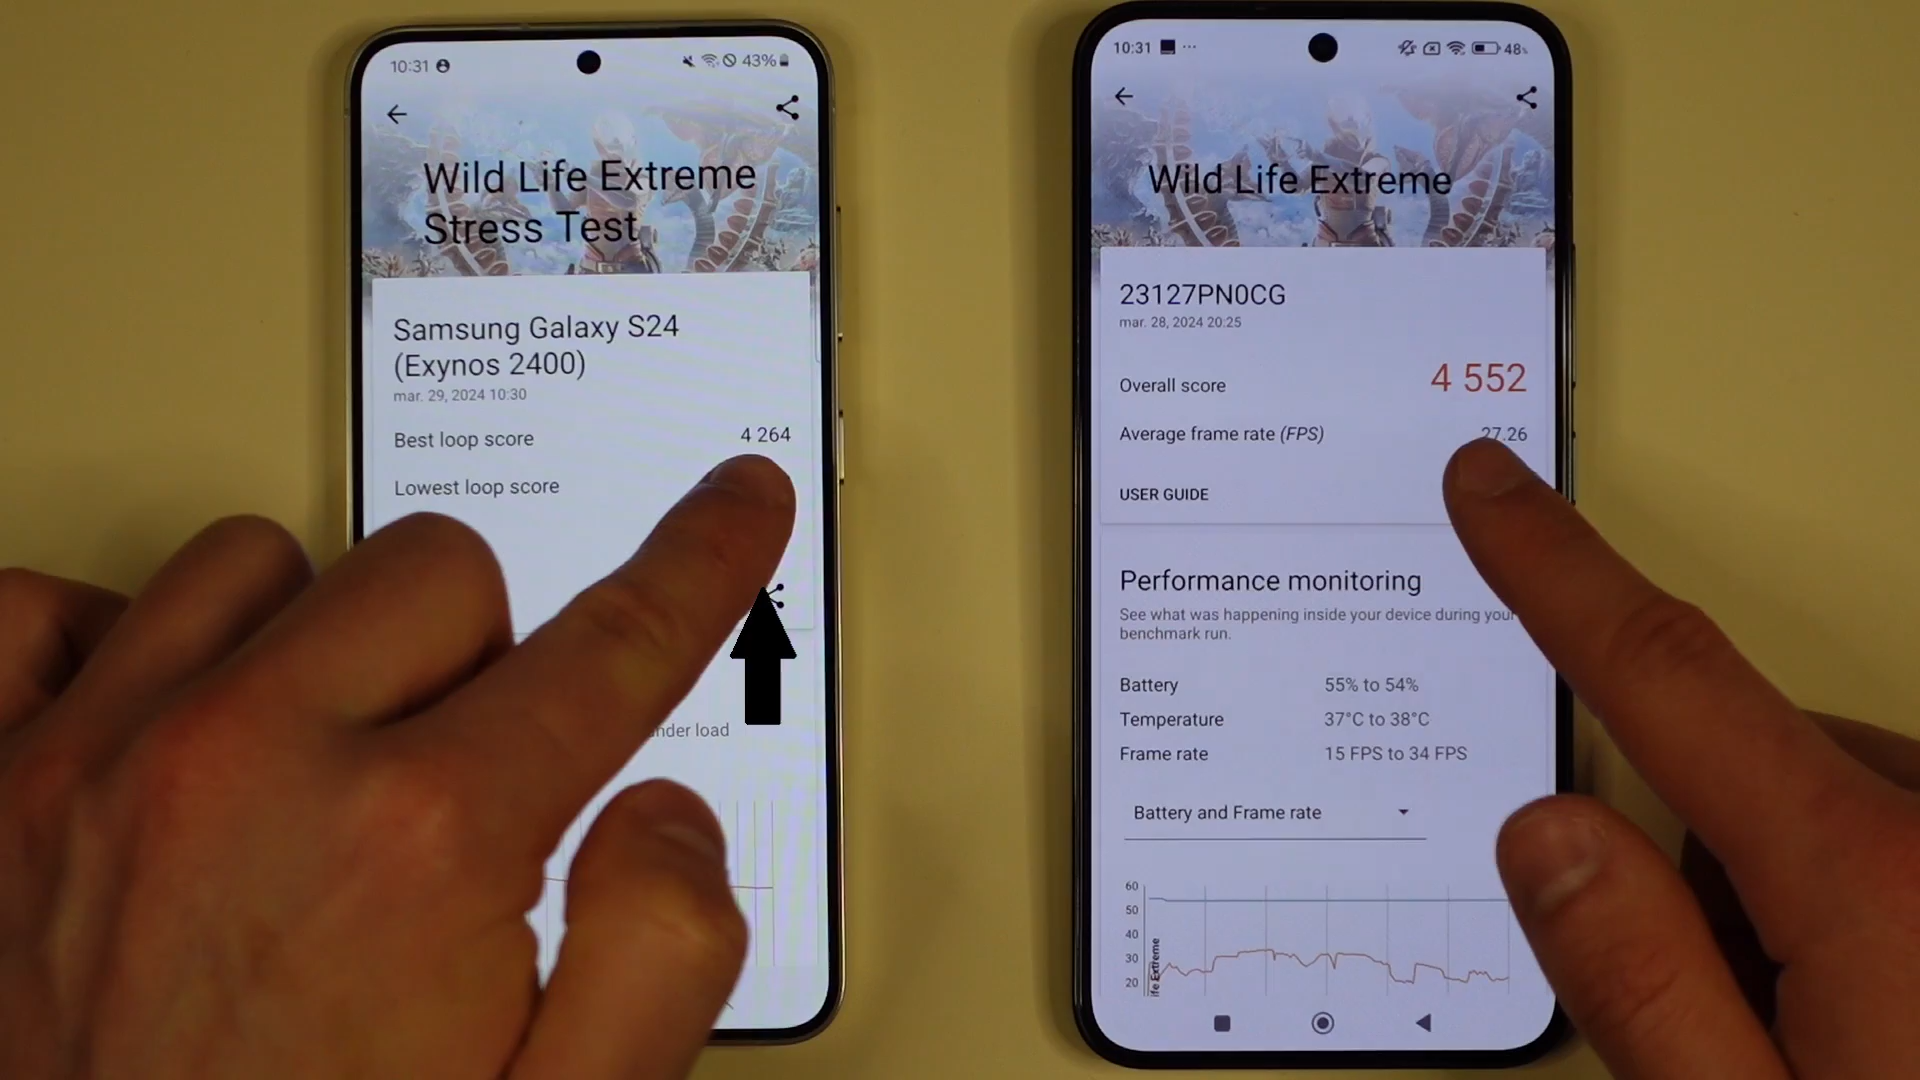 10:31
43%
Wild Life Extreme
Stress Test
Samsung Galaxy S24
(Exynos 2400)
mar. 29, 2024 10:30
Best loop score 4 264
Lowest loop score
under load
10:31 ...
48%
Wild Life Extreme
23127PN0CG
mar. 28, 2024 20:25
Overall score 4 552
Average frame rate (FPS) 27.26
USER GUIDE
Performance monitoring
See what was happening inside your device during your
benchmark run.
Battery 55% to 54%
Temperature 37°C to 38°C
Frame rate 15 FPS to 34 FPS
Battery and Frame rate
60
50
40
30
20
ife Extreme